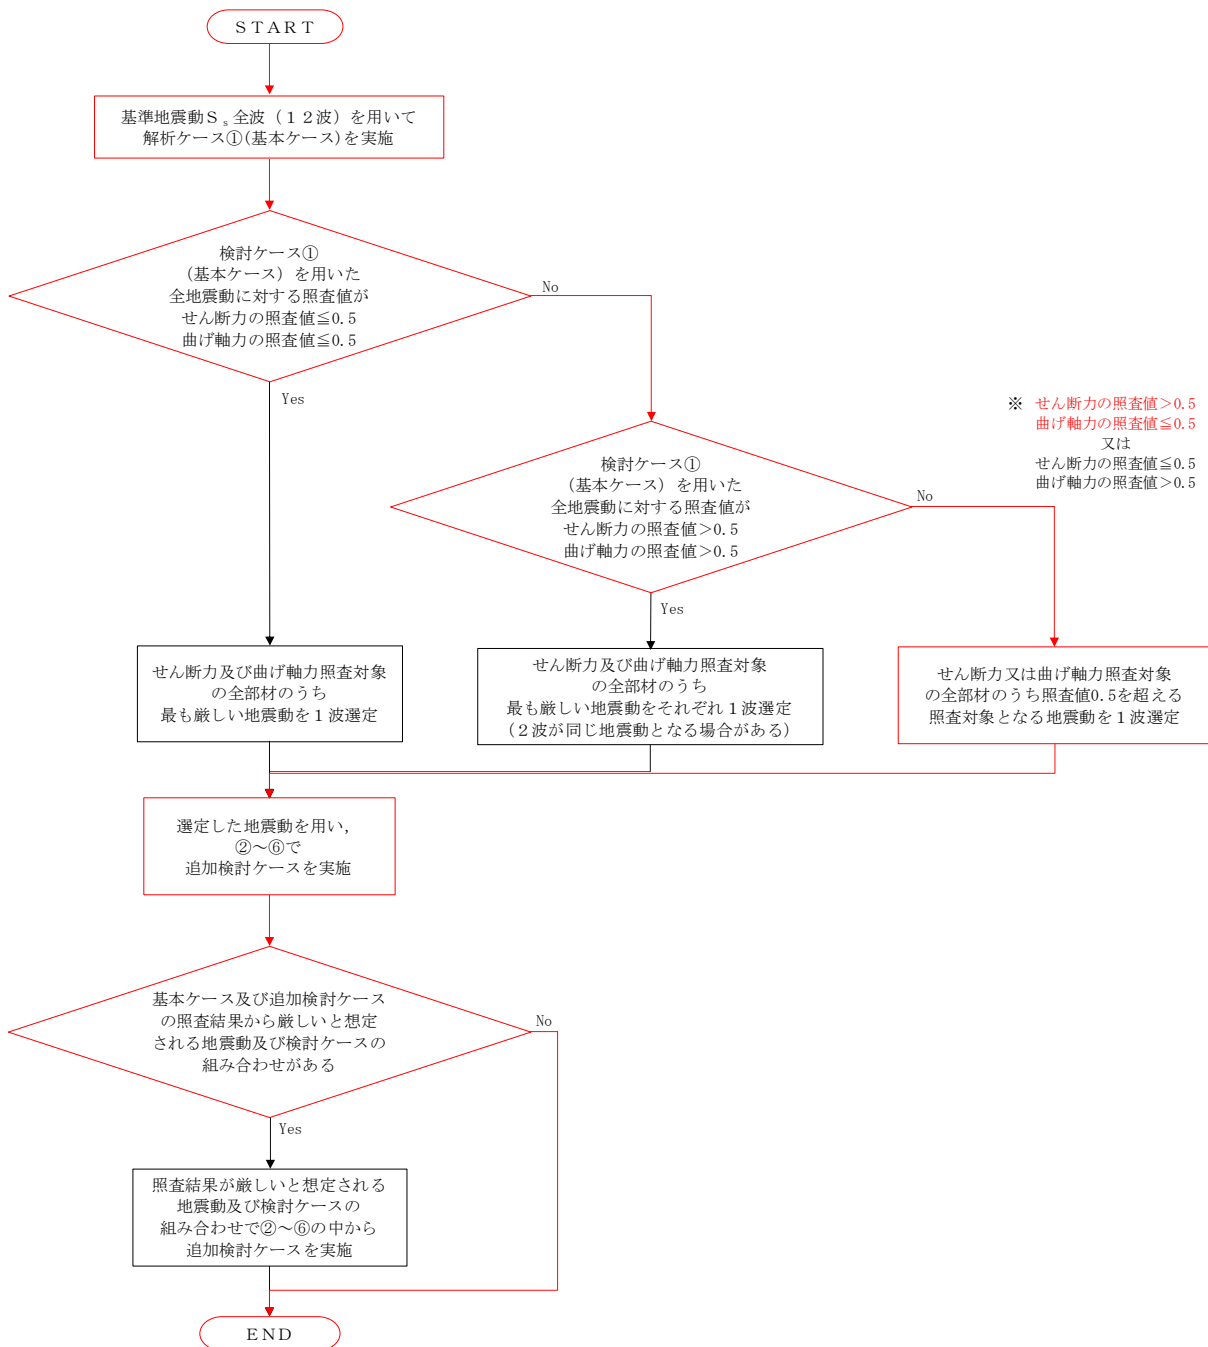 ＳＴＡＲＴ
基準地震動Ｓｓ全波（１２波）を用いて
解析ケース①(基本ケース)を実施
検討ケース①
（基本ケース）を用いた
全地震動に対する照査値が
せん断力の照査値≦0.5
曲げ軸力の照査値≦0.5
No
Yes
※ せん断力の照査値＞0.5
曲げ軸力の照査値≦0.5
又は
せん断力の照査値≦0.5
曲げ軸力の照査値＞0.5
検討ケース①
（基本ケース）を用いた
全地震動に対する照査値が
せん断力の照査値＞0.5
曲げ軸力の照査値＞0.5
No
Yes
せん断力及び曲げ軸力照査対象
の全部材のうち
最も厳しい地震動を１波選定
せん断力及び曲げ軸力照査対象
の全部材のうち
最も厳しい地震動をそれぞれ１波選定
（２波が同じ地震動となる場合がある）
せん断力又は曲げ軸力照査対象
の全部材のうち照査値0.5を超える
照査対象となる地震動を１波選定
選定した地震動を用い，
②～⑥で
追加検討ケースを実施
基本ケース及び追加検討ケース
の照査結果から厳しいと想定
される地震動及び検討ケースの
組み合わせがある
No
Yes
照査結果が厳しいと想定される
地震動及び検討ケースの
組み合わせで②～⑥の中から
追加検討ケースを実施
ＥＮＤ